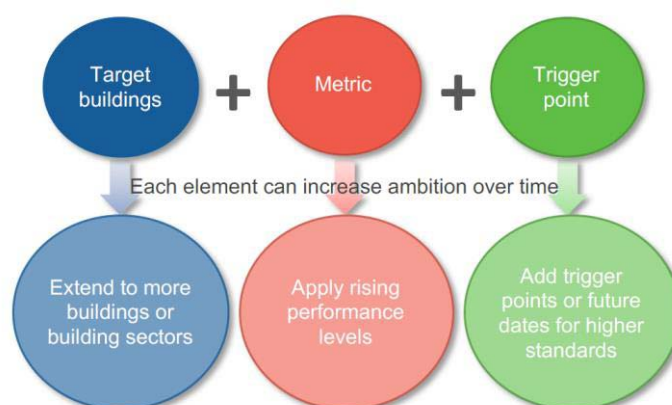 Target
buildings
+
Metric
+
Trigger
point
Each element can increase ambition over time
Extend to more
buildings or
building sectors
Apply rising
performance
levels
Add trigger
points or future
dates for higher
standards